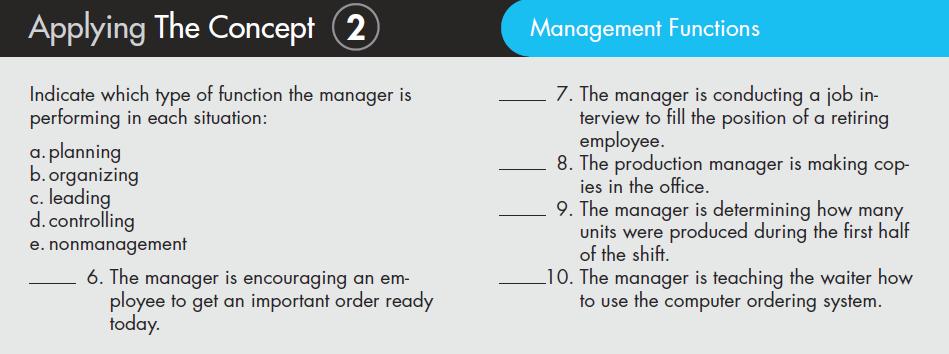 Applying The Concept 2
Management Functions
Indicate which type of function the manager is
performing in each situation:
a. planning
b. organizing
c. leading
d. controlling
e. nonmanagement
_____ 6. The manager is encouraging an em-
ployee to get an important order ready
today.
_____ 7. The manager is conducting a job in-
terview to fill the position of a retiring
employee.
_____ 8. The production manager is making cop-
ies in the office.
_____ 9. The manager is determining how many
units were produced during the first half
of the shift.
_____10. The manager is teaching the waiter how
to use the computer ordering system.